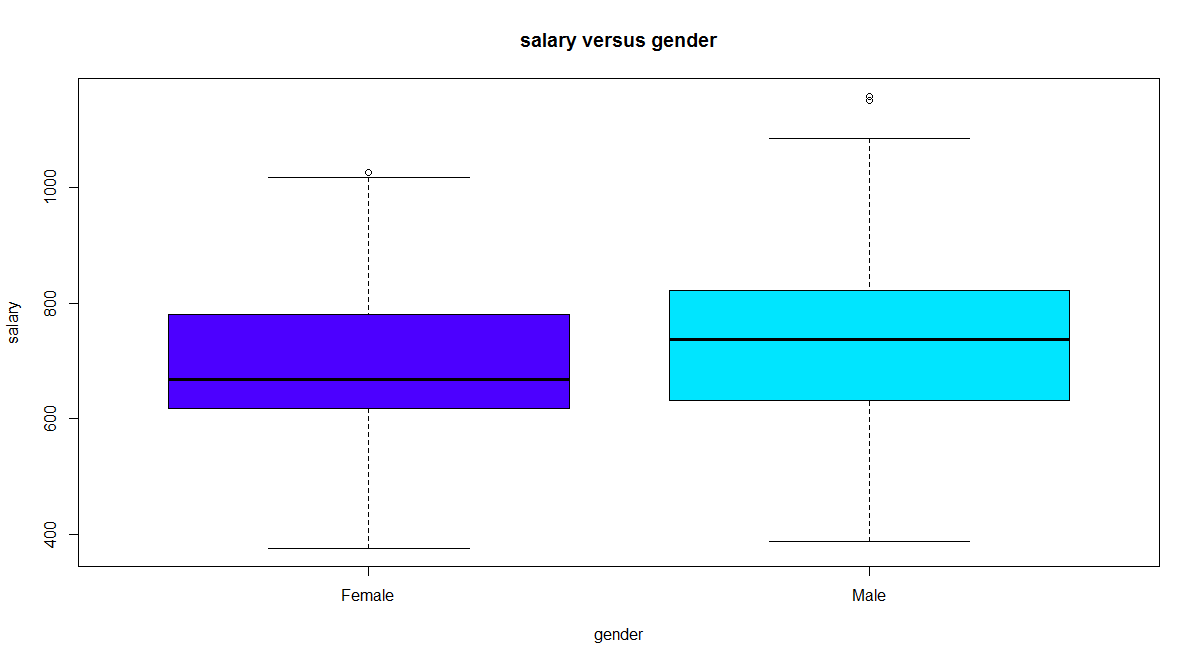 salary versus gender
salary
1000
800
600
400
Female Male
gender